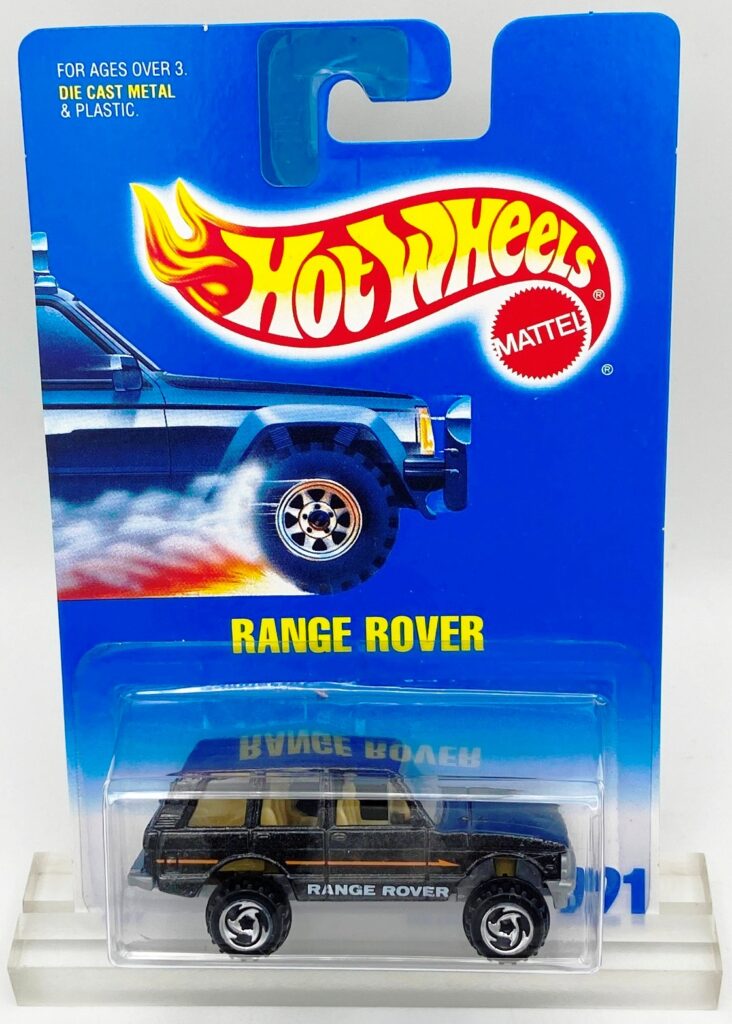 FOR AGES OVER 3.
DIE CAST METAL
& PLASTIC.
HOT WHEELS ®
MATTEL
®
RANGE ROVER
RANGE ROVER
RANGE ROVER